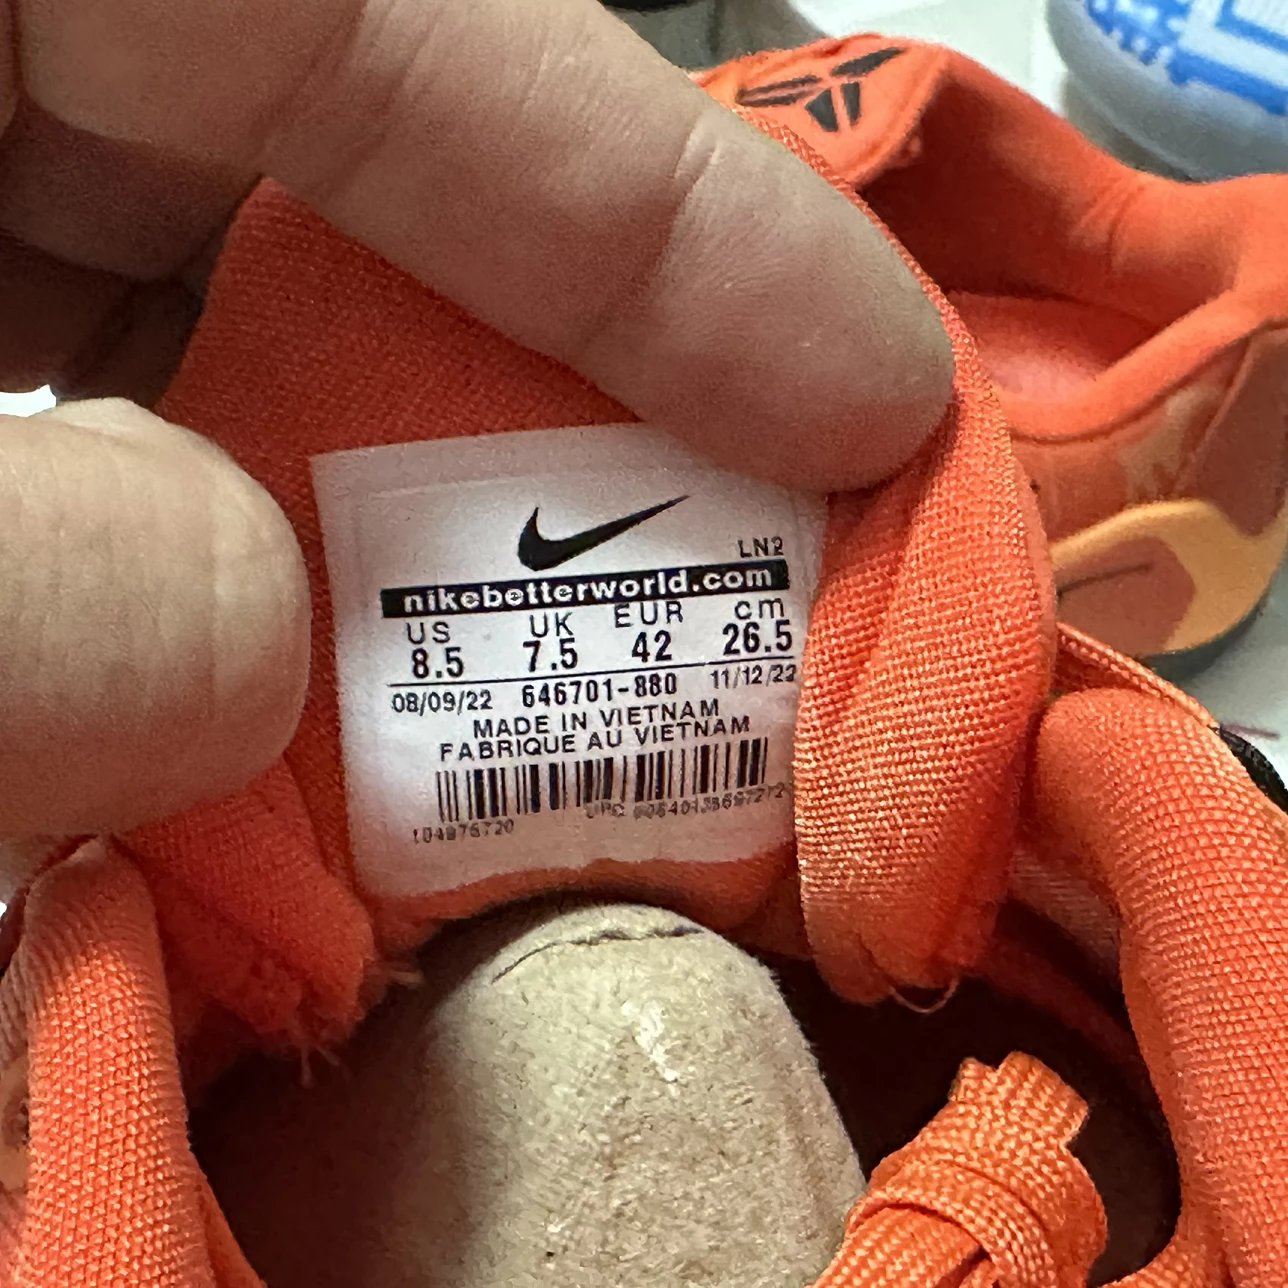 LN2
nikebetterworld.com
US UK EUR cm
8.5 7.5 42 26.5
08/09/22 646701-880 11/12/22
MADE IN VIETNAM
FABRIQUE AU VIETNAM
UPC